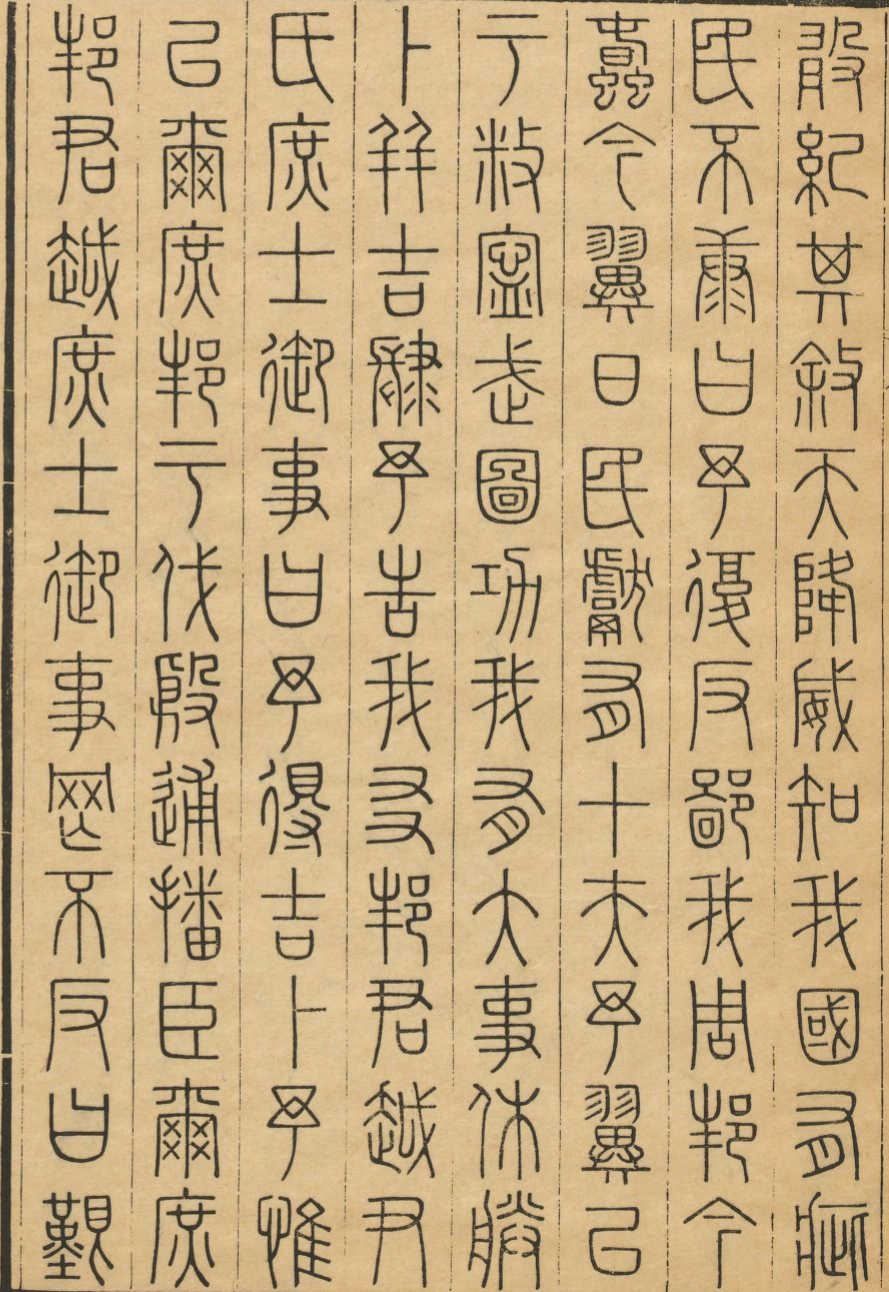 敢紀其敘天降威知我國有疵
民不康曰予復反鄙我周邦今
蠢今翼日民獻有十夫予翼以
于敉寧武圖功我有大事休朕
卜并吉肆予告我友邦君越尹
氏庶士御事曰予得吉卜予惟
以爾庶邦于伐殷逋播臣爾庶
邦君越庶士御事罔不反曰艱